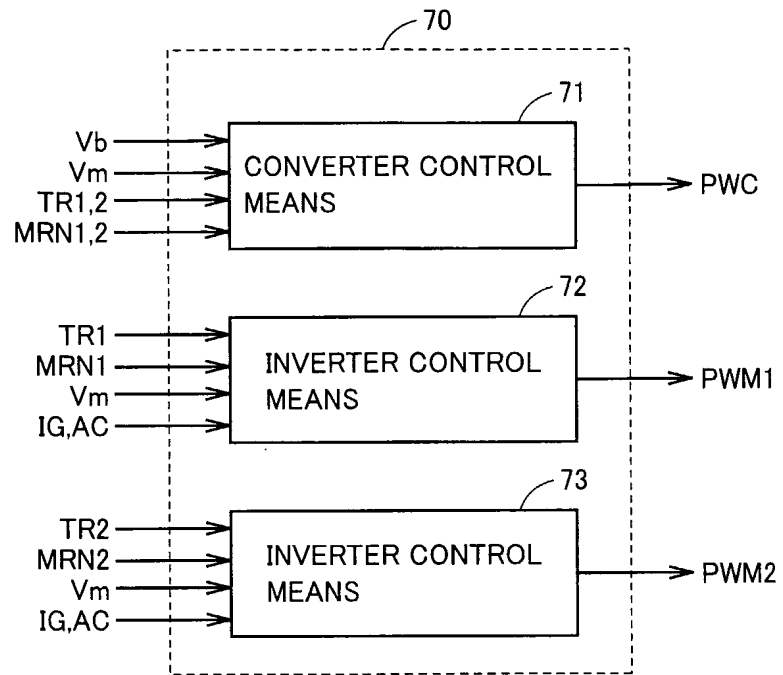 70
71
Vb
Vm
TR1,2
MRN1,2
CONVERTER CONTROL
MEANS
PWC
72
TR1
MRN1
Vm
IG,AC
INVERTER CONTROL
MEANS
PWM1
73
TR2
MRN2
Vm
IG,AC
INVERTER CONTROL
MEANS
PWM2